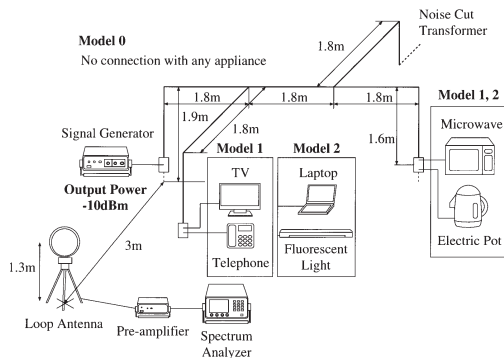 Noise Cut
Transformer
Model 0
No connection with any appliance
1.8m
1.8m
1.8m
1.8m
1.9m
1.8m
1.6m
Model 1, 2
Microwave
Electric Pot
Signal Generator
Output Power
-10dBm
Model 1
TV
Telephone
Model 2
Laptop
Fluorescent
Light
3m
1.3m
Loop Antenna
Pre-amplifier
Spectrum
Analyzer